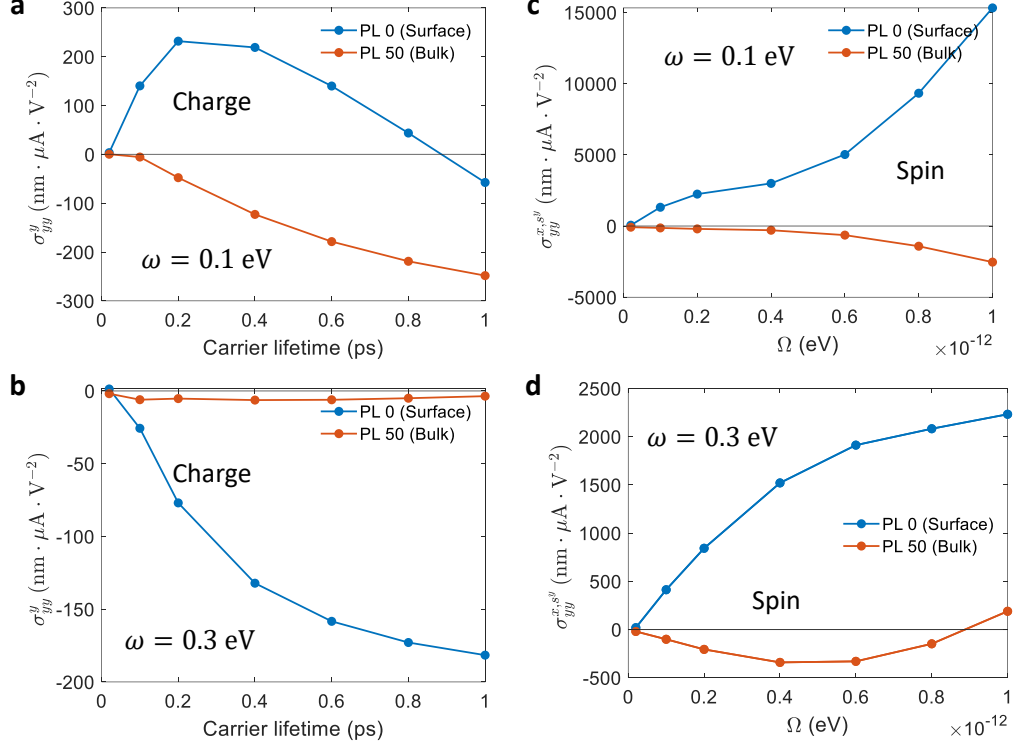 a
300
200
100
0
-100
-200
-300
0
0.2
0.4
0.6
0.8
1
σ_yy^y (nm · μA · V⁻²)
Carrier lifetime (ps)
PL 0 (Surface)
PL 50 (Bulk)
Charge
ω = 0.1 eV
c
15000
10000
5000
0
-5000
0
0.2
0.4
0.6
0.8
1
σ_yy^{x,s^y} (nm · μA · V⁻²)
Ω (eV)
×10⁻¹²
PL 0 (Surface)
PL 50 (Bulk)
ω = 0.1 eV
Spin
b
0
-50
-100
-150
-200
0
0.2
0.4
0.6
0.8
1
σ_yy^y (nm · μA · V⁻²)
Carrier lifetime (ps)
PL 0 (Surface)
PL 50 (Bulk)
Charge
ω = 0.3 eV
d
2500
2000
1500
1000
500
0
-500
0
0.2
0.4
0.6
0.8
1
σ_yy^{x,s^y} (nm · μA · V⁻²)
Ω (eV)
×10⁻¹²
ω = 0.3 eV
PL 0 (Surface)
PL 50 (Bulk)
Spin